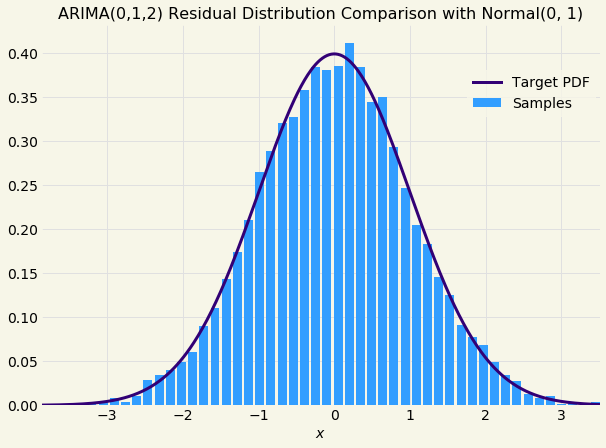 ARIMA(0,1,2) Residual Distribution Comparison with Normal(0, 1)
Target PDF
Samples
0.40
0.35
0.30
0.25
0.20
0.15
0.10
0.05
0.00
−3 −2 −1 0 1 2 3
x